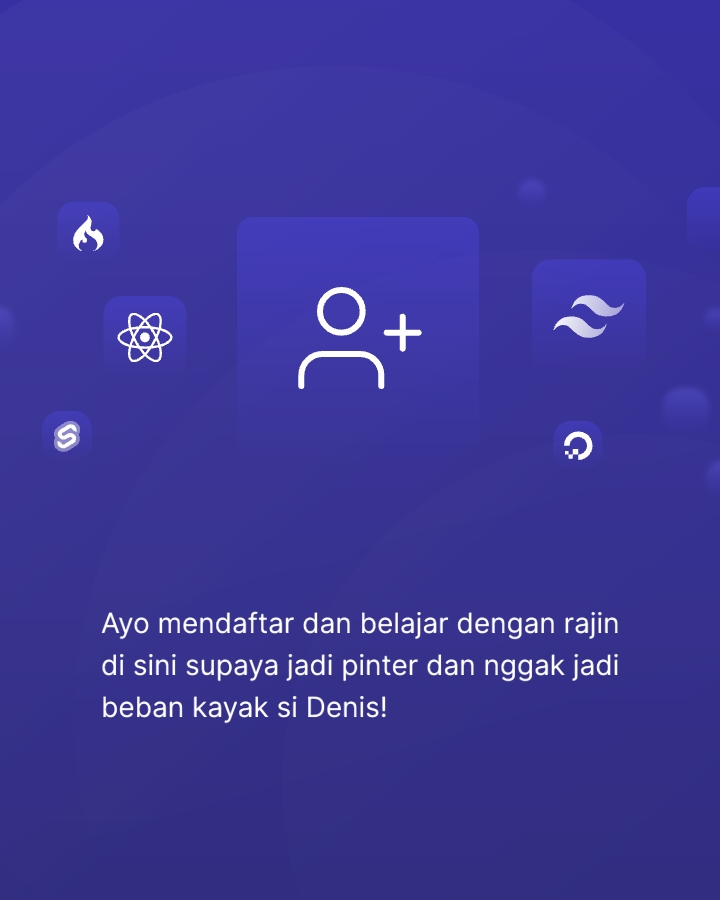 Ayo mendaftar dan belajar dengan rajin
di sini supaya jadi pinter dan nggak jadi
beban kayak si Denis!